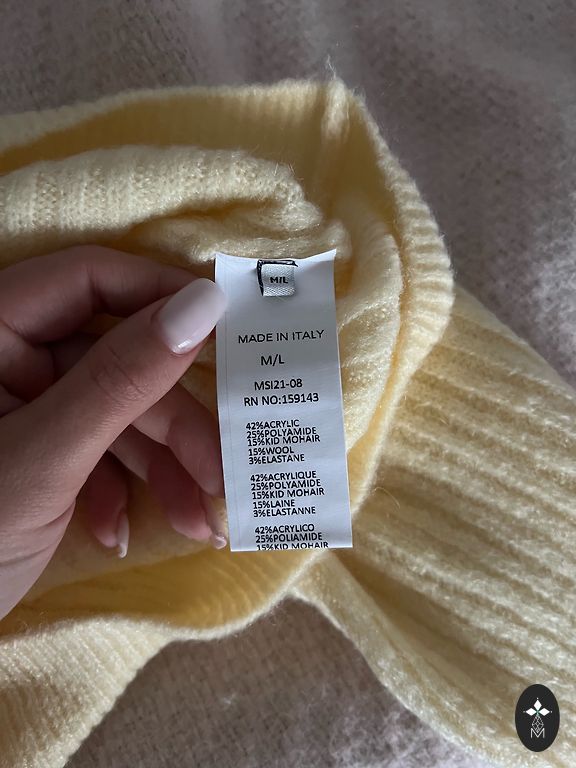 M/L
MADE IN ITALY
M/L
MSI21-08
RN NO:159143
42%ACRYLIC
25%POLYAMIDE
15%KID MOHAIR
15%WOOL
3%ELASTANE
42%ACRYLIQUE
25%POLYAMIDE
15%KID MOHAIR
15%LAINE
3%ELASTANNE
42%ACRYLICO
25%POLIAMIDE
15%KID MOHAIR
M